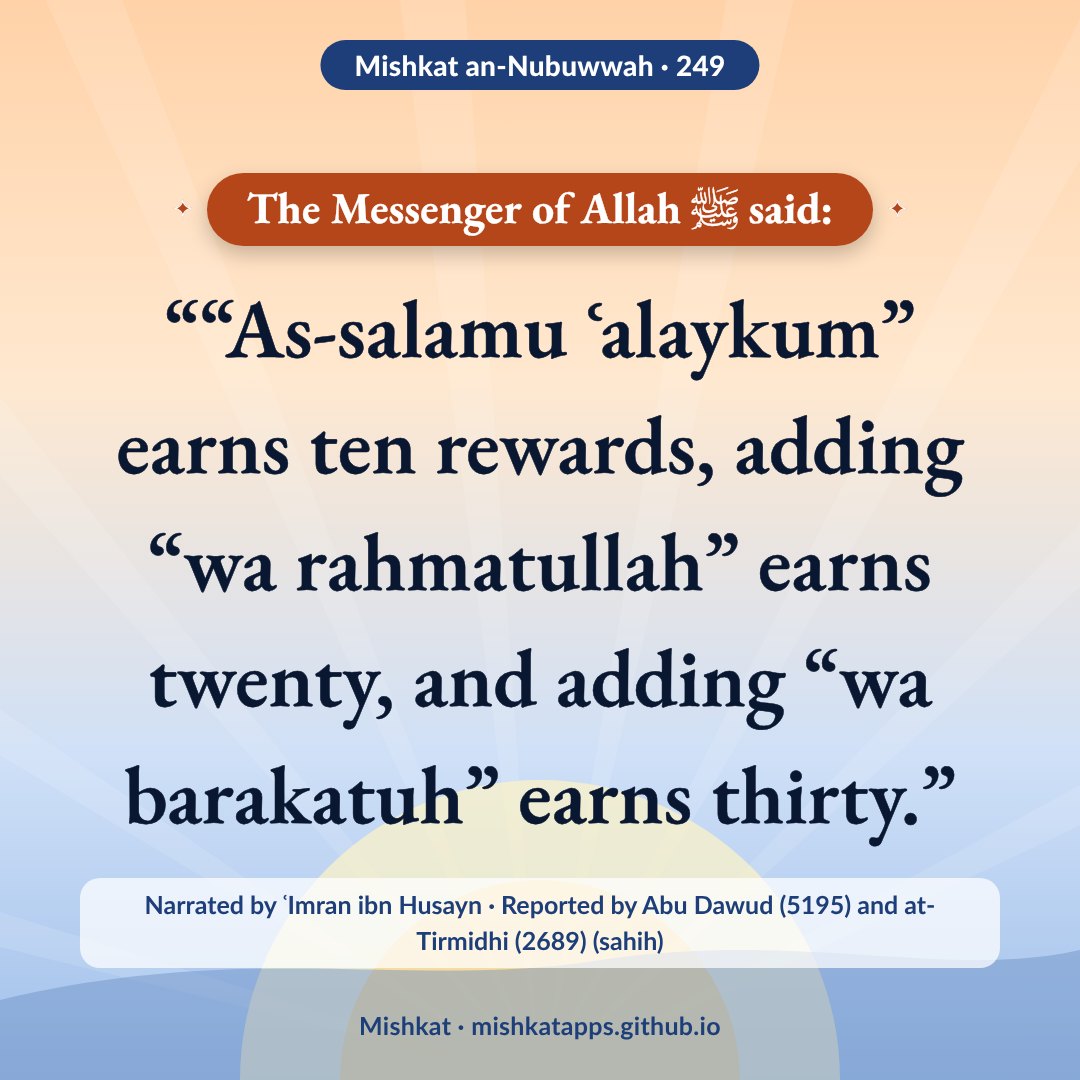 Mishkat an-Nubuwwah · 249
The Messenger of Allah ﷺ said:
““As-salamu ʿalaykum”
earns ten rewards, adding
“wa rahmatullah” earns
twenty, and adding “wa
barakatuh” earns thirty.”
Narrated by ʿImran ibn Husayn · Reported by Abu Dawud (5195) and at-
Tirmidhi (2689) (sahih)
Mishkat · mishkatapps.github.io